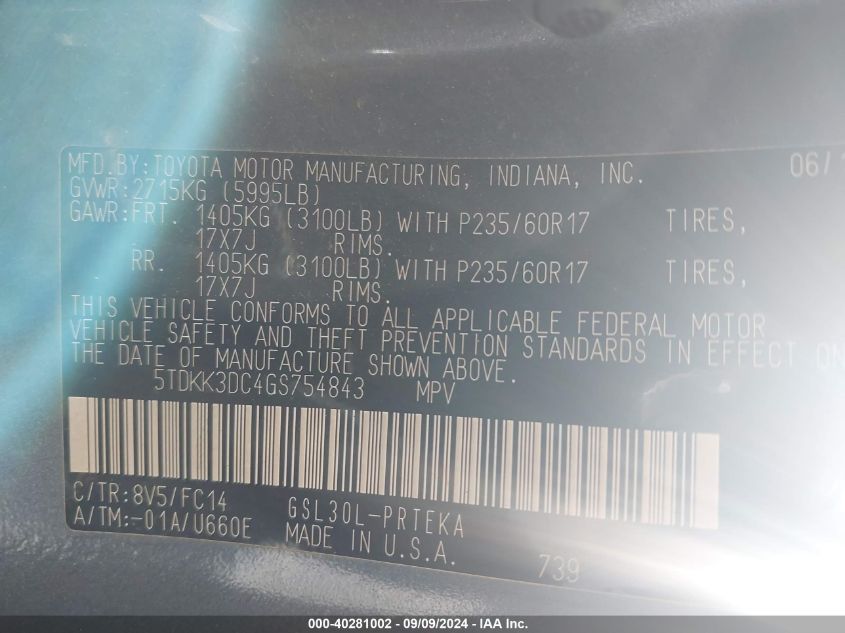 MFD.BY:TOYOTA MOTOR MANUFACTURING, INDIANA, INC. 06/
GVWR:2715KG (5995LB)
GAWR:FRT. 1405KG (3100LB) WITH P235/60R17 TIRES,
17X7J RIMS.
RR. 1405KG (3100LB) WITH P235/60R17 TIRES,
17X7J RIMS.
THIS VEHICLE CONFORMS TO ALL APPLICABLE FEDERAL MOTOR
VEHICLE SAFETY AND THEFT PREVENTION STANDARDS IN EFFECT ON
THE DATE OF MANUFACTURE SHOWN ABOVE.
5TDKK3DC4GS754843 MPV
C/TR:8V5/FC14 GSL30L-PRTEKA
A/TM:-01A/U660E MADE IN U.S.A. 739
000-40281002 - 09/09/2024 - IAA Inc.